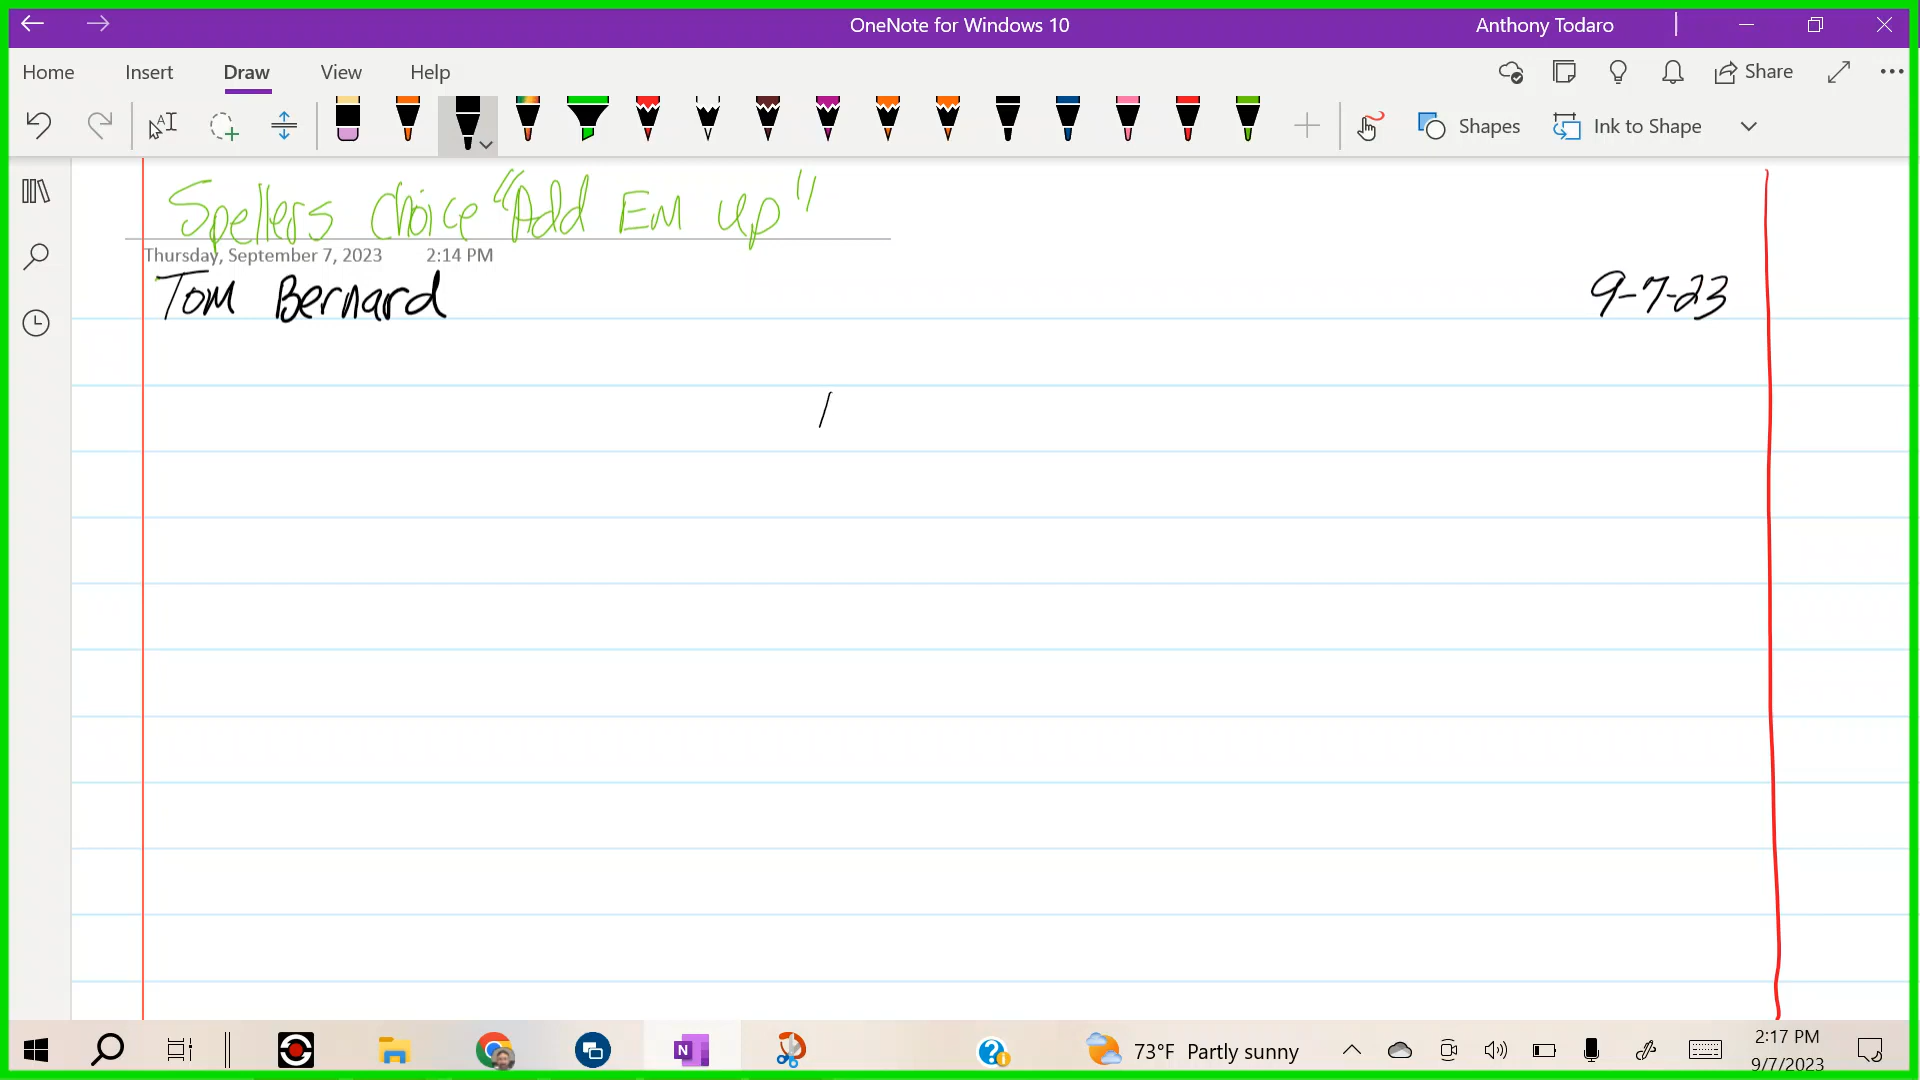 OneNote for Windows 10
Anthony Todaro
Home Insert Draw View Help
Share
Shapes
Ink to Shape
Spellers Choice "Add Em up"
Thursday, September 7, 2023 2:14 PM
Tom Bernard
9-7-23
/
73°F Partly sunny
2:17 PM
9/7/2023